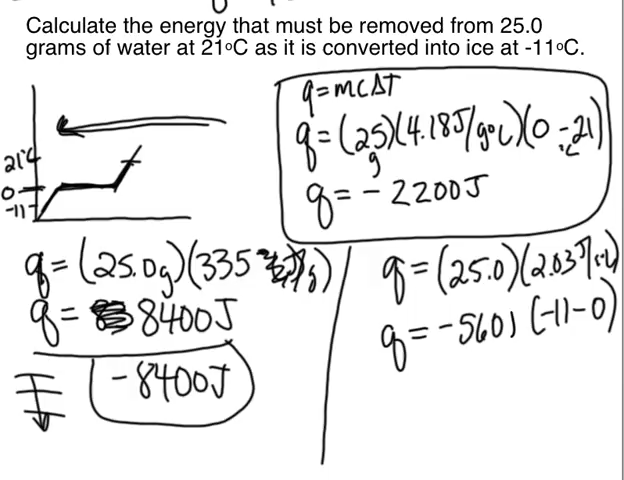 Calculate the energy that must be removed from 25.0
grams of water at 21°C as it is converted into ice at -11°C.
q=mCΔT
q=(25)(4.18J/g°C)(0-21)
g °C
q=-2200J
21°C
0
-11
q=(25.0g)(335 J/g)
q= 8400J
-8400J
q=(25.0)(2.03J/
q=-560J (-11-0)